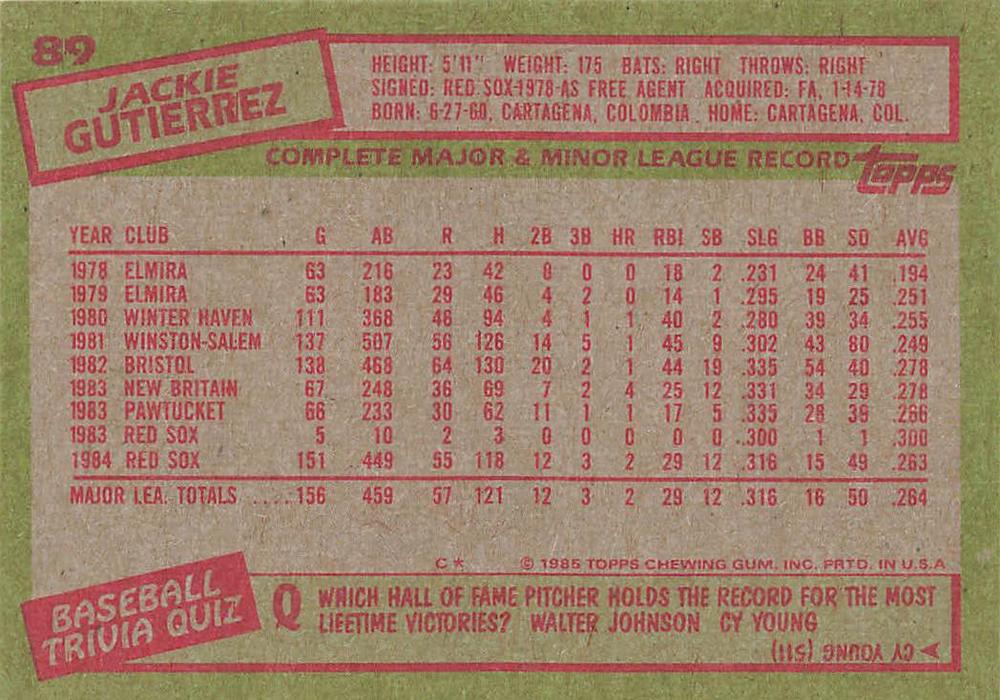 89
JACKIE
GUTIERREZ
HEIGHT: 5'11" WEIGHT: 175 BATS: RIGHT THROWS: RIGHT
SIGNED: RED SOX-1978-AS FREE AGENT ACQUIRED: FA, 1-14-78
BORN: 6-27-60, CARTAGENA, COLOMBIA. HOME: CARTAGENA, COL.
COMPLETE MAJOR & MINOR LEAGUE RECORD
topps
YEAR CLUB G AB R H 2B 3B HR RBI SB SLG BB SO AVG
1978 ELMIRA 63 216 23 42 8 0 0 18 2 .231 24 41 .194
1979 ELMIRA 63 183 29 46 4 2 0 14 1 .295 19 25 .251
1980 WINTER HAVEN 111 368 48 94 4 1 1 40 2 .280 39 34 .255
1981 WINSTON-SALEM 137 507 56 126 14 5 1 45 9 .302 43 80 .249
1982 BRISTOL 138 468 64 130 20 2 1 44 19 .335 54 40 .278
1983 NEW BRITAIN 67 248 36 69 7 2 4 25 12 .331 34 29 .278
1983 PAWTUCKET 66 233 30 62 11 1 1 17 5 .335 28 39 .266
1983 RED SOX 5 10 2 3 0 0 0 0 0 .300 1 1 .300
1984 RED SOX 151 449 55 118 12 3 2 29 12 .316 15 49 .263
MAJOR LEA. TOTALS .....156 459 57 121 12 3 2 29 12 .316 16 50 .264
C* © 1985 TOPPS CHEWING GUM, INC. PRTD. IN U.S.A
BASEBALL
TRIVIA QUIZ
Q WHICH HALL OF FAME PITCHER HOLDS THE RECORD FOR THE MOST
LIFETIME VICTORIES? WALTER JOHNSON CY YOUNG
CY YOUNG (511)